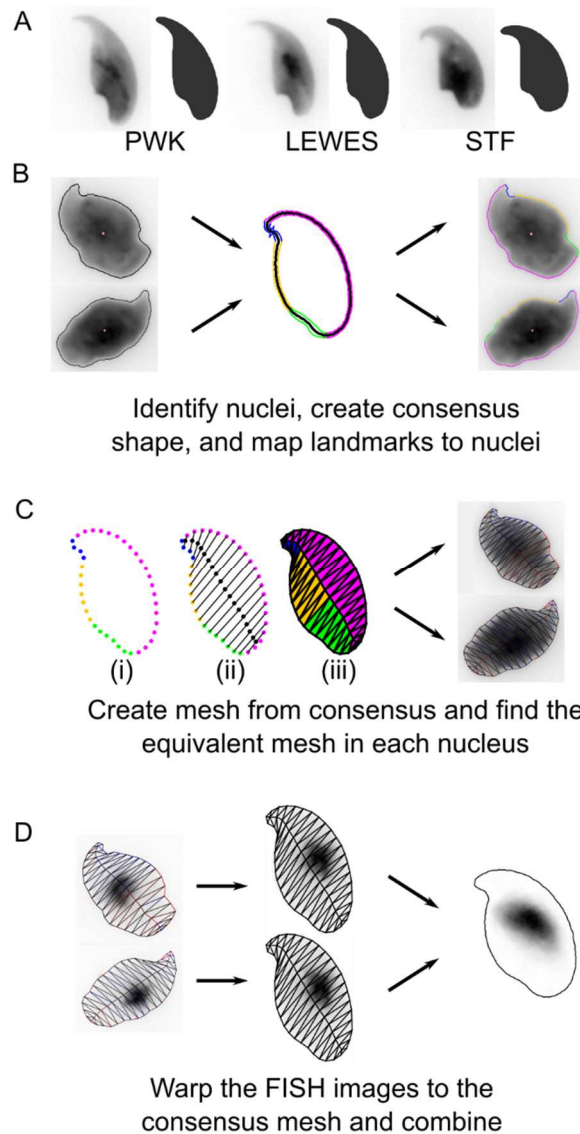 A
PWK LEWES STF
B
Identify nuclei, create consensus
shape, and map landmarks to nuclei
C
(i) (ii) (iii)
Create mesh from consensus and find the
equivalent mesh in each nucleus
D
Warp the FISH images to the
consensus mesh and combine